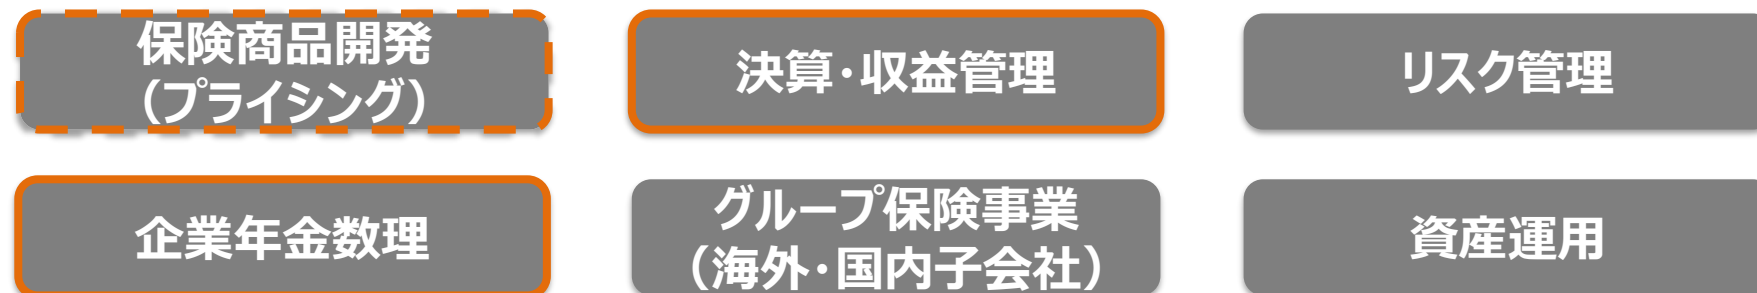 保険商品開発
（プライシング）
決算・収益管理
リスク管理
企業年金数理
グループ保険事業
（海外・国内子会社）
資産運用